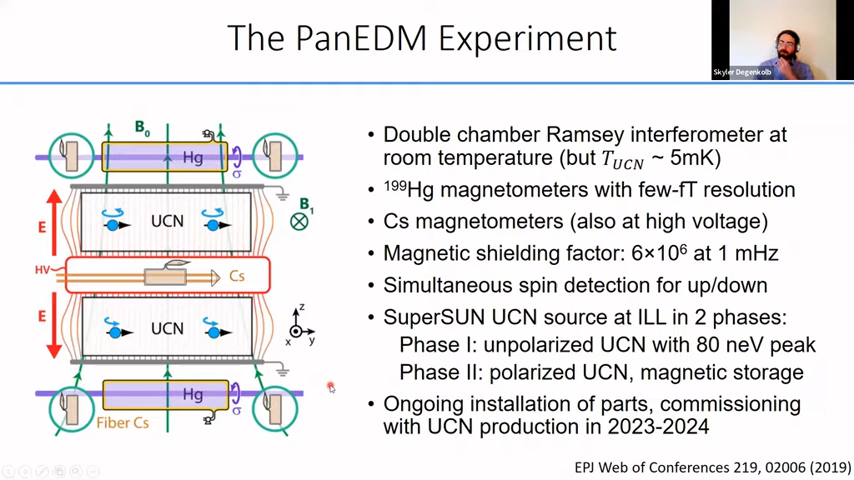 The PanEDM Experiment
Skyler Degenkolb
B₀
Hg
σ
E
UCN
B₁
HV
Cs
E
UCN
z
x
y
Hg
σ
Fiber Cs
• Double chamber Ramsey interferometer at
room temperature (but T_UCN ~ 5mK)
• ¹⁹⁹Hg magnetometers with few-fT resolution
• Cs magnetometers (also at high voltage)
• Magnetic shielding factor: 6×10⁶ at 1 mHz
• Simultaneous spin detection for up/down
• SuperSUN UCN source at ILL in 2 phases:
Phase I: unpolarized UCN with 80 neV peak
Phase II: polarized UCN, magnetic storage
• Ongoing installation of parts, commissioning
with UCN production in 2023-2024
EPJ Web of Conferences 219, 02006 (2019)